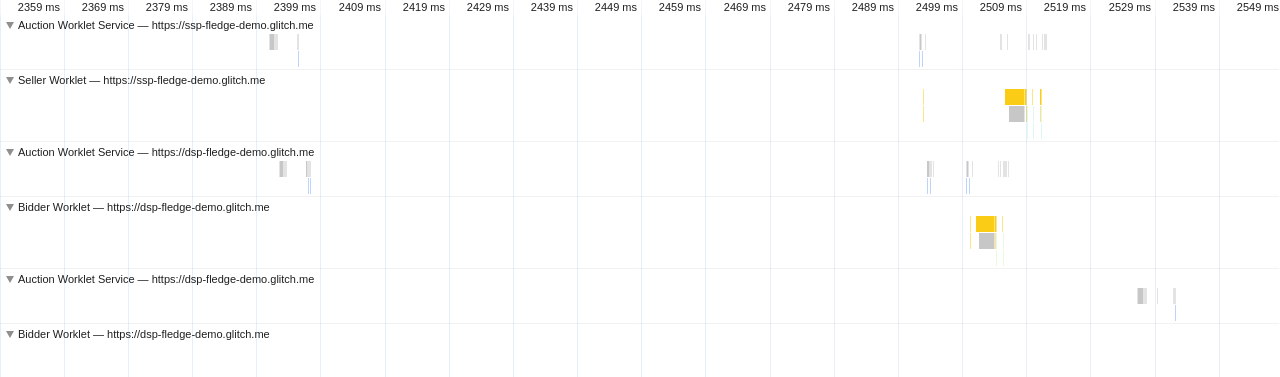 2359 ms 2369 ms 2379 ms 2389 ms 2399 ms 2409 ms 2419 ms 2429 ms 2439 ms 2449 ms 2459 ms 2469 ms 2479 ms 2489 ms 2499 ms 2509 ms 2519 ms 2529 ms 2539 ms 2549 ms
Auction Worklet Service — https://ssp-fledge-demo.glitch.me
Seller Worklet — https://ssp-fledge-demo.glitch.me
Auction Worklet Service — https://dsp-fledge-demo.glitch.me
Bidder Worklet — https://dsp-fledge-demo.glitch.me
Auction Worklet Service — https://dsp-fledge-demo.glitch.me
Bidder Worklet — https://dsp-fledge-demo.glitch.me